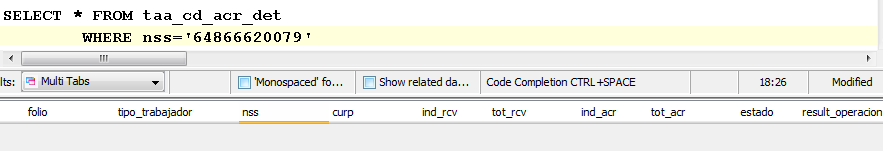 SELECT * FROM taa_cd_acr_det
WHERE nss='64866620079'
lts: Multi Tabs 'Monospaced' fo... Show related da... Code Completion CTRL+SPACE 18:26 Modified
folio tipo_trabajador nss curp ind_rcv tot_rcv ind_acr tot_acr estado result_operacion